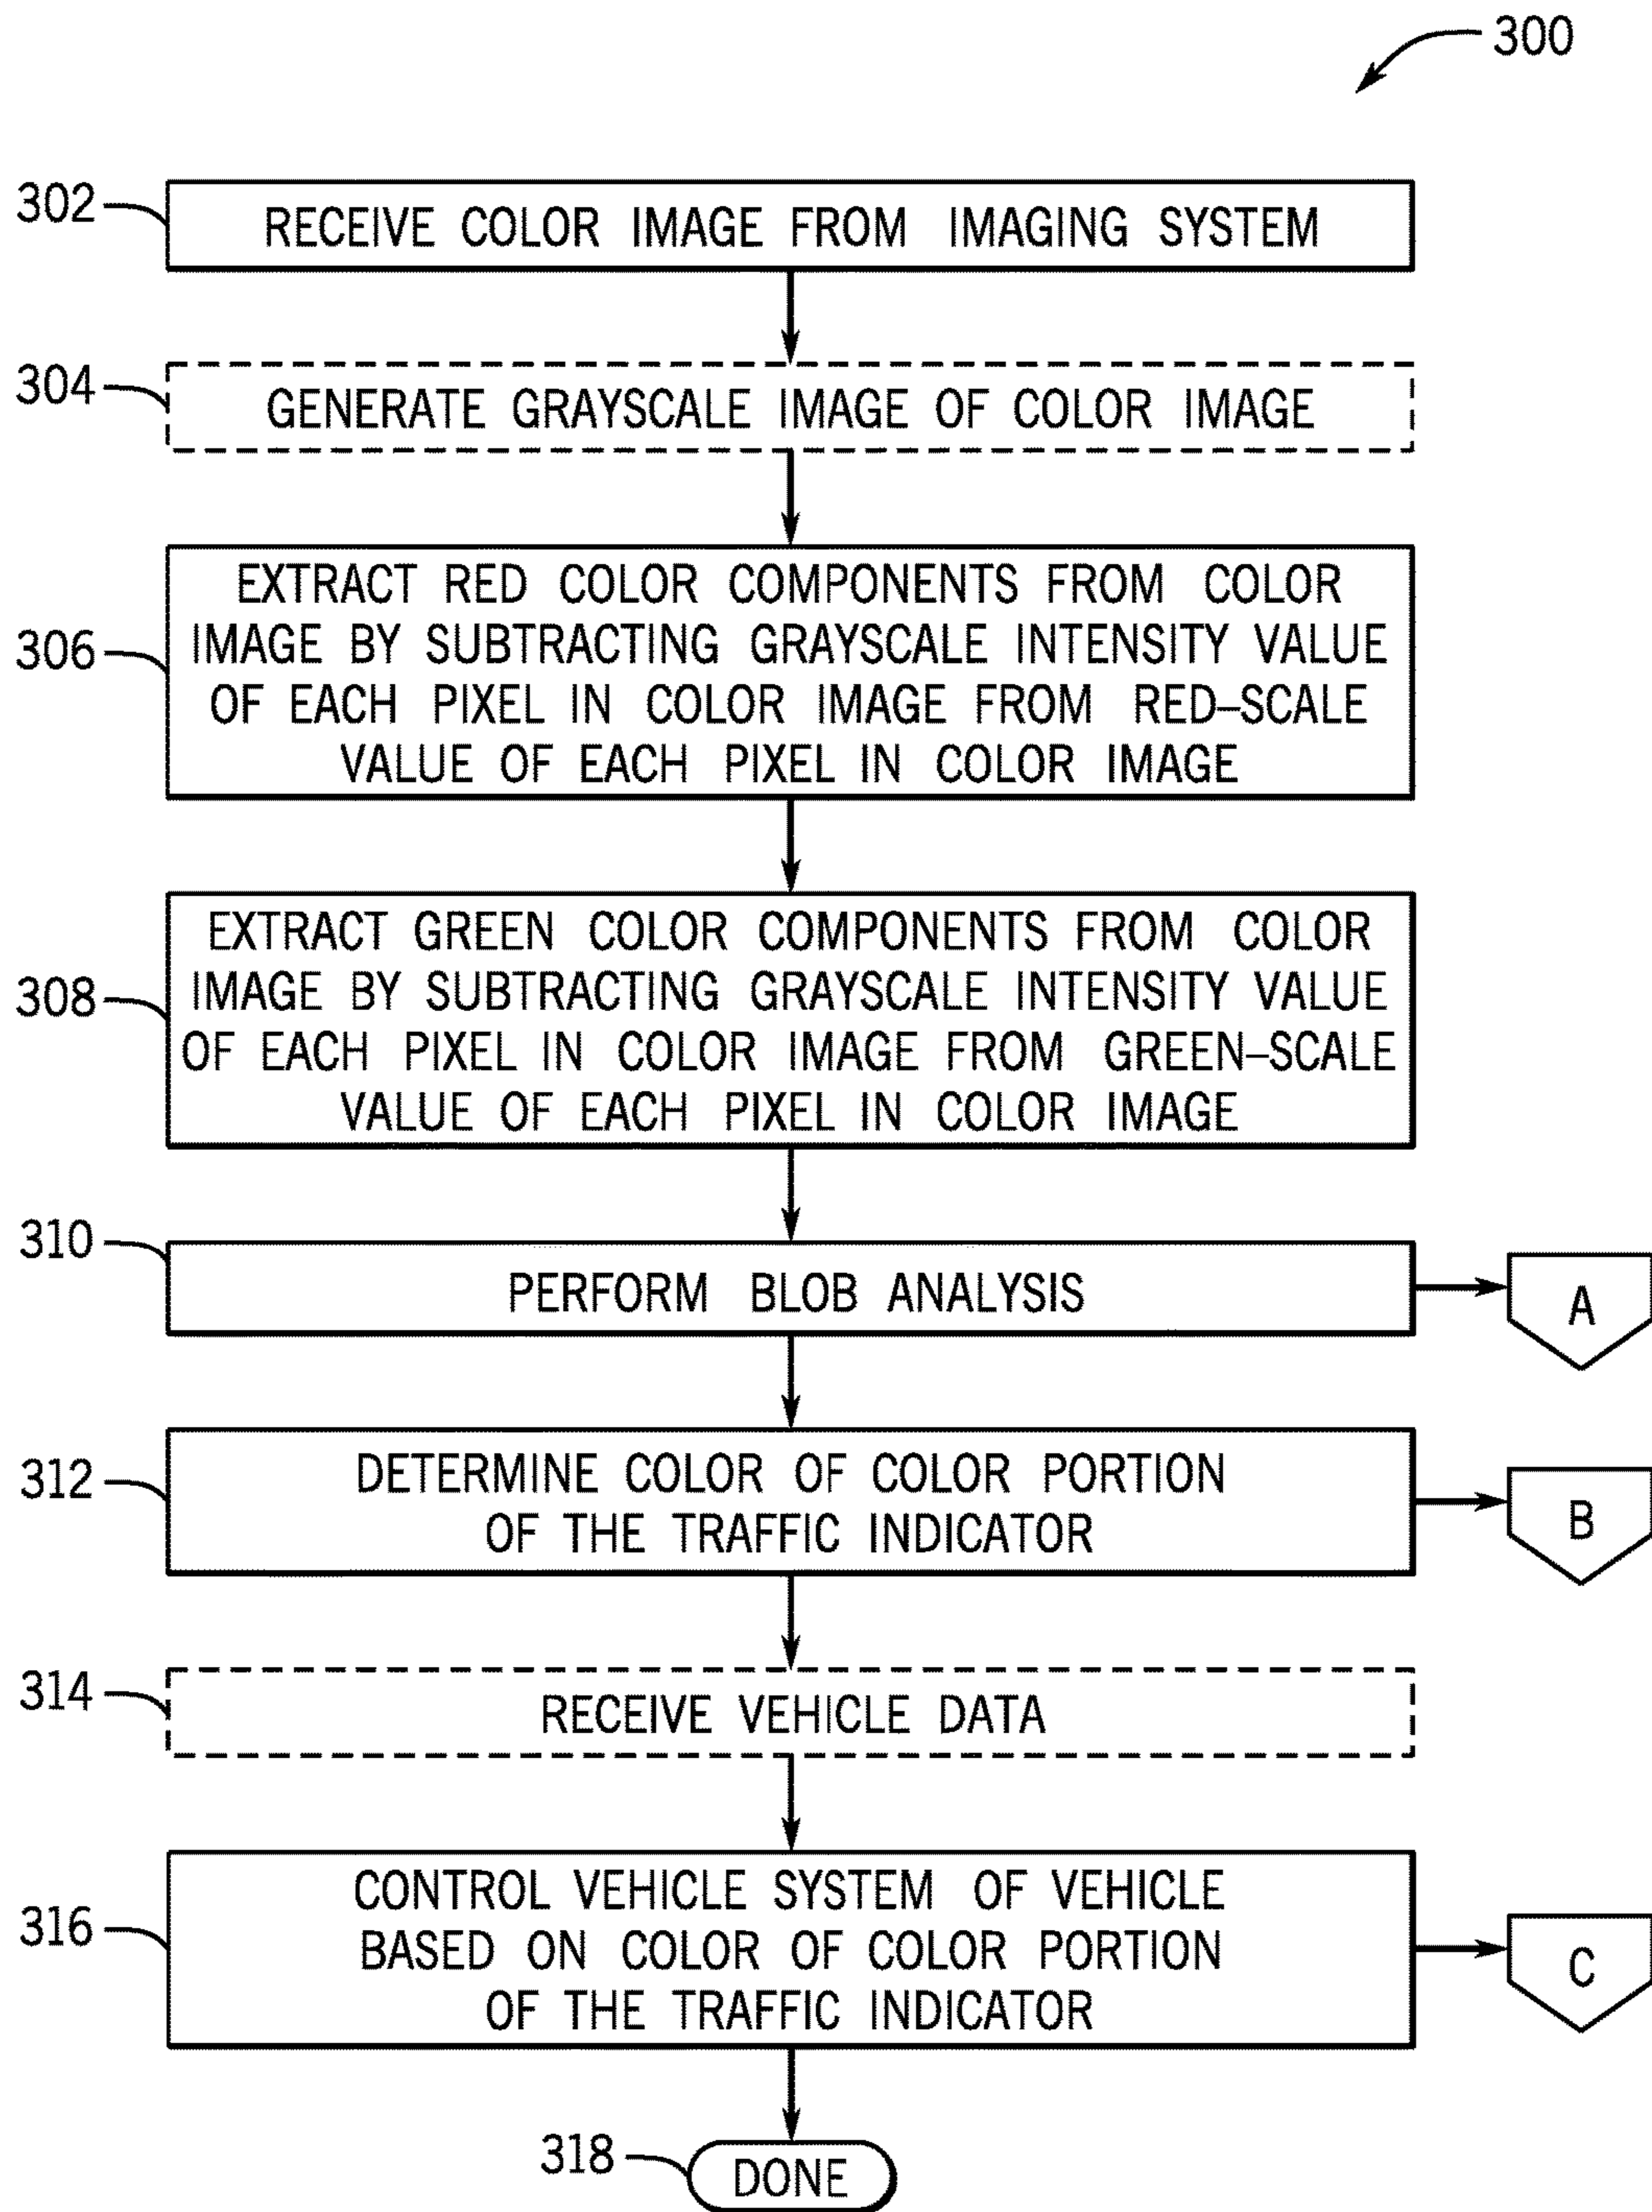 300
302
RECEIVE COLOR IMAGE FROM IMAGING SYSTEM
304
GENERATE GRAYSCALE IMAGE OF COLOR IMAGE
306
EXTRACT RED COLOR COMPONENTS FROM COLOR
IMAGE BY SUBTRACTING GRAYSCALE INTENSITY VALUE
OF EACH PIXEL IN COLOR IMAGE FROM RED–SCALE
VALUE OF EACH PIXEL IN COLOR IMAGE
308
EXTRACT GREEN COLOR COMPONENTS FROM COLOR
IMAGE BY SUBTRACTING GRAYSCALE INTENSITY VALUE
OF EACH PIXEL IN COLOR IMAGE FROM GREEN–SCALE
VALUE OF EACH PIXEL IN COLOR IMAGE
310
PERFORM BLOB ANALYSIS
A
312
DETERMINE COLOR OF COLOR PORTION
OF THE TRAFFIC INDICATOR
B
314
RECEIVE VEHICLE DATA
316
CONTROL VEHICLE SYSTEM OF VEHICLE
BASED ON COLOR OF COLOR PORTION
OF THE TRAFFIC INDICATOR
C
318
DONE